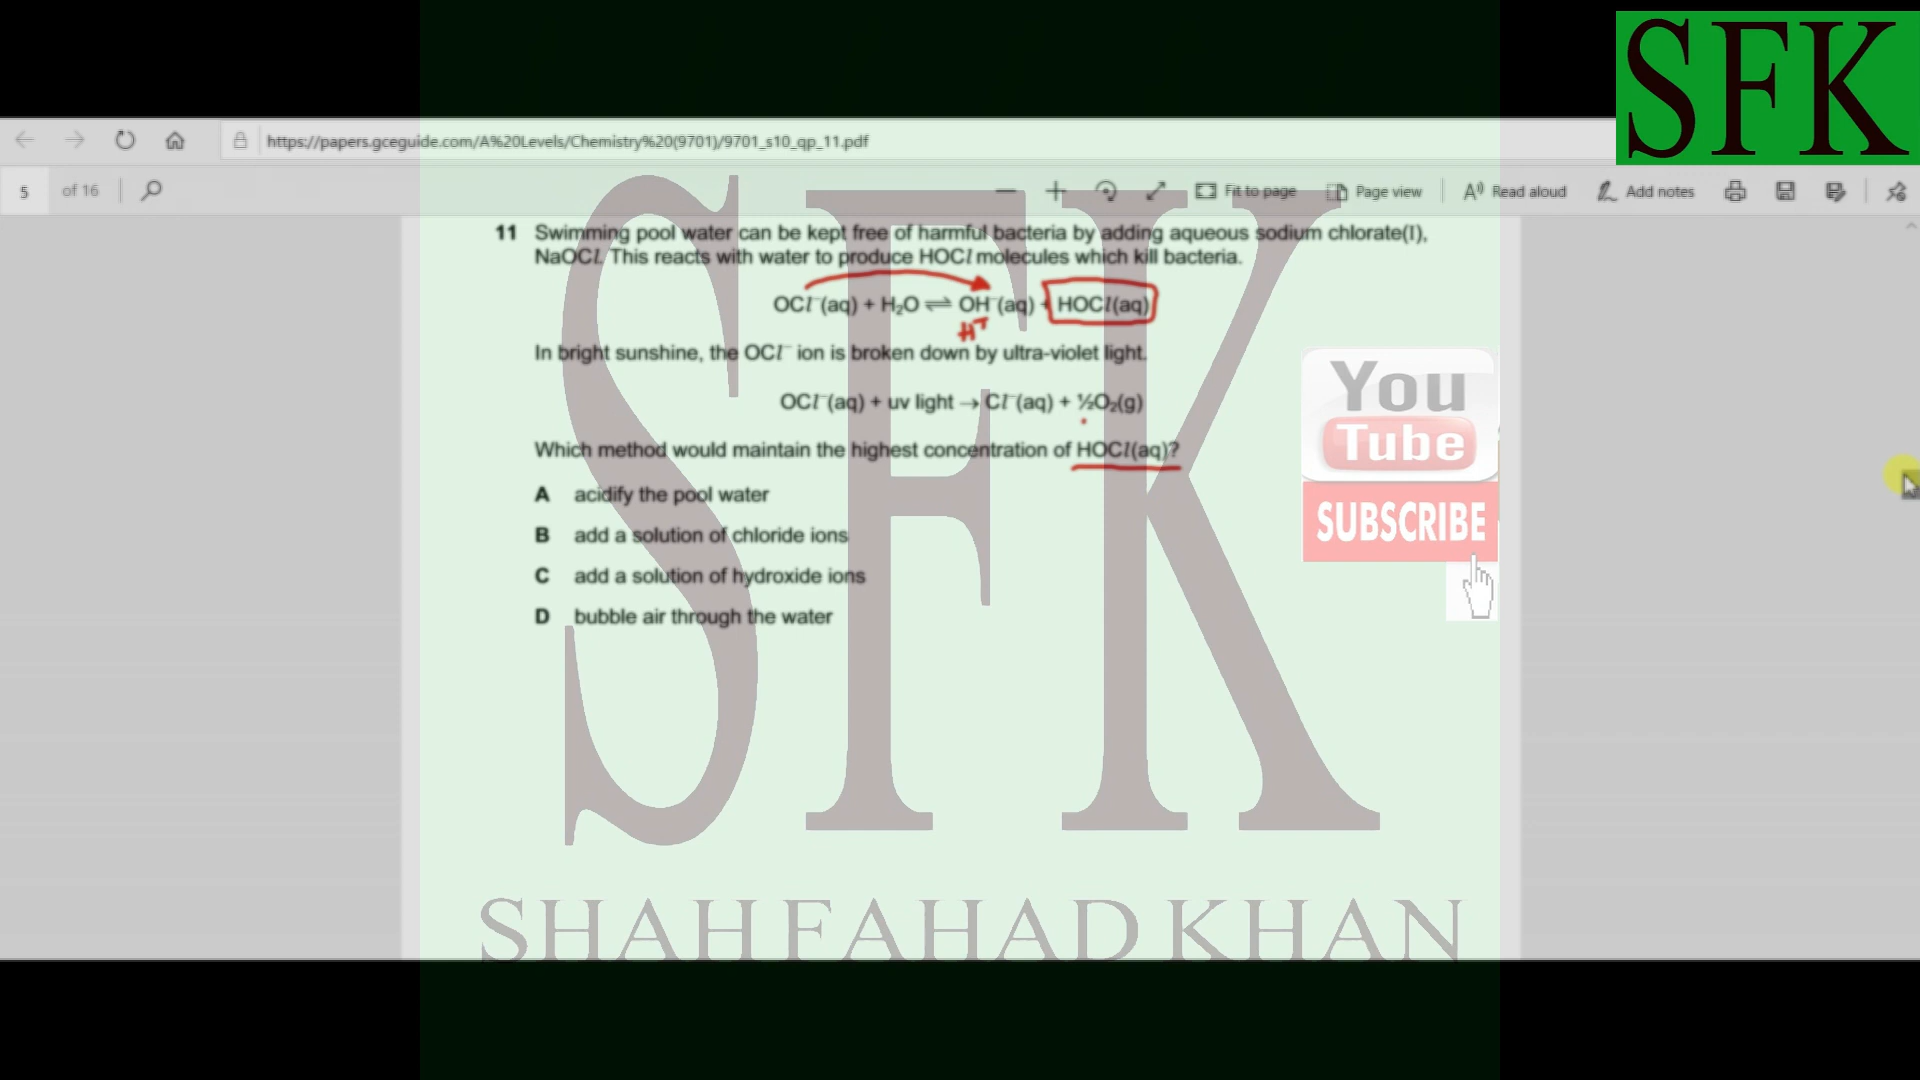 SFK
https://papers.gceguide.com/A%20Levels/Chemistry%20(9701)/9701_s10_qp_11.pdf
5 of 16 Fit to page Page view Read aloud Add notes
11 Swimming pool water can be kept free of harmful bacteria by adding aqueous sodium chlorate(I),
NaOCl. This reacts with water to produce HOCl molecules which kill bacteria.
OCl⁻(aq) + H₂O ⇌ OH⁻(aq) + HOCl(aq)
H⁺
In bright sunshine, the OCl⁻ ion is broken down by ultra-violet light.
OCl⁻(aq) + uv light → Cl⁻(aq) + ½O₂(g)
Which method would maintain the highest concentration of HOCl(aq)?
A acidify the pool water
B add a solution of chloride ions
C add a solution of hydroxide ions
D bubble air through the water
You
Tube
SUBSCRIBE
SFK
SHAH FAHAD KHAN